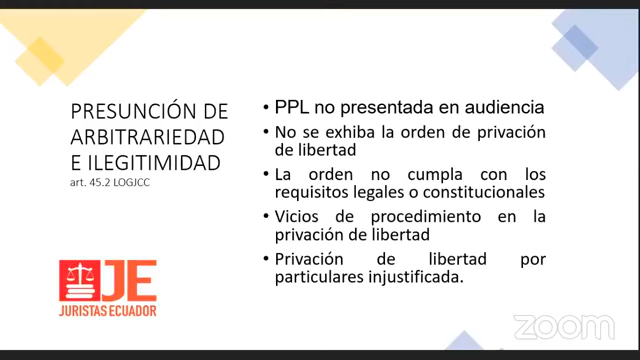 PRESUNCIÓN DE
ARBITRARIEDAD
E ILEGITIMIDAD
art. 45.2 LOGJCC
• PPL no presentada en audiencia
• No se exhiba la orden de privación
de libertad
• La orden no cumpla con los
requisitos legales o constitucionales
• Vicios de procedimiento en la
privación de libertad
• Privación de libertad por
particulares injustificada.
JE
JURISTAS ECUADOR
zoom